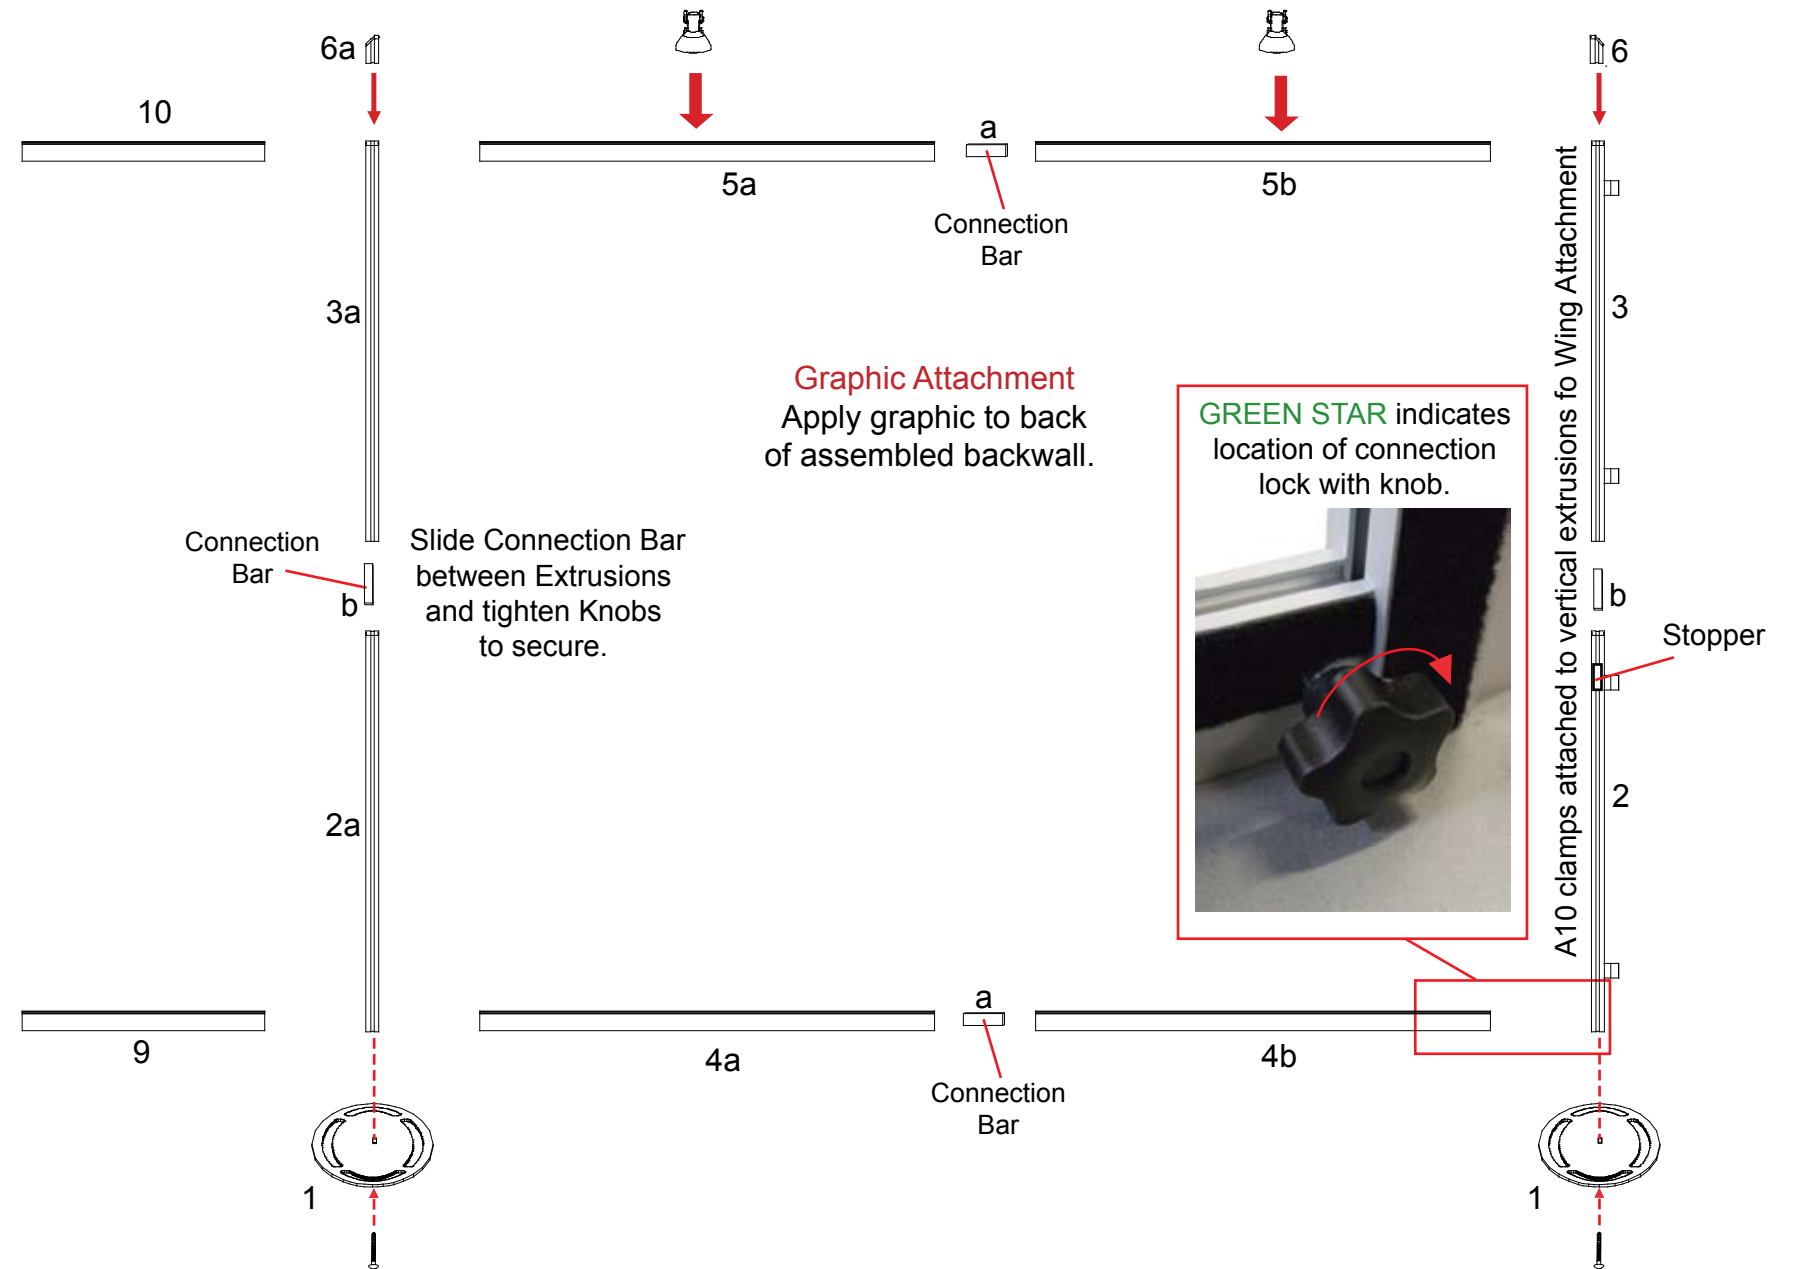 6a
6
10
a
5a
5b
Connection
Bar
3a
3
A10 clamps attached to vertical extrusions fo Wing Attachment
Graphic Attachment
Apply graphic to back
of assembled backwall.
GREEN STAR indicates
location of connection
lock with knob.
Connection
Bar
b
Slide Connection Bar
between Extrusions
and tighten Knobs
to secure.
b
Stopper
2a
2
9
a
4a
4b
Connection
Bar
1
1